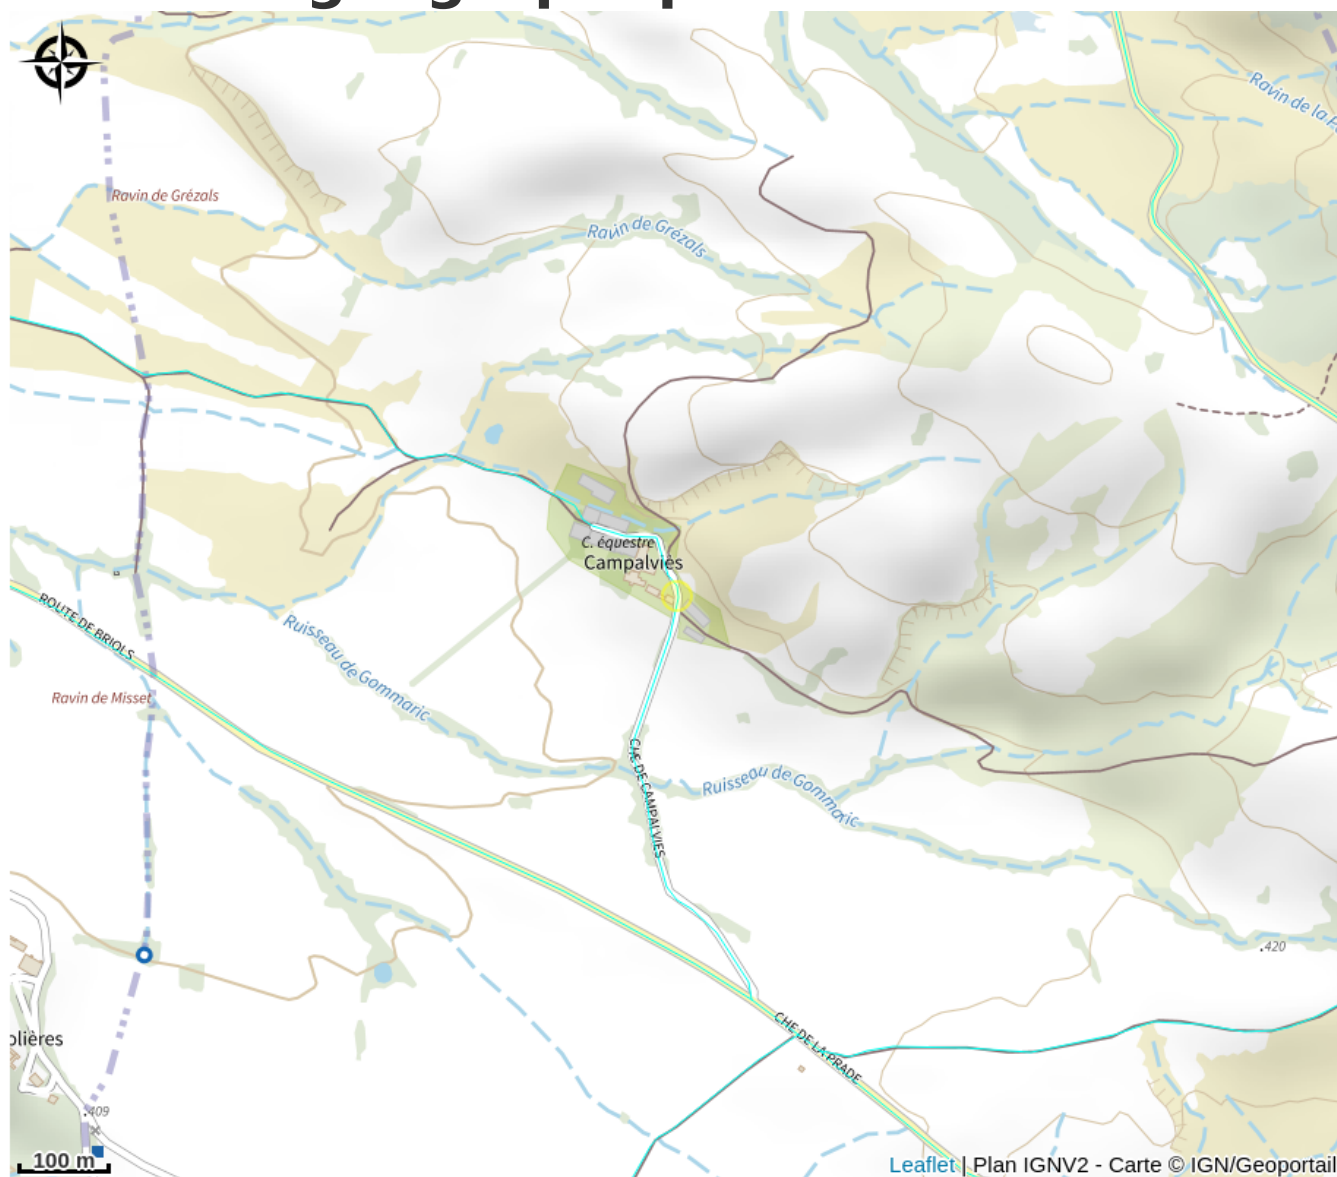 Ravin de la P
Ravin de Grézals
Ravin de Grézals
C. équestre
Campalviès
ROUTE DE BRIOLS
Ruisseau de Gommaric
Ravin de Misset
CHE DE CAMPALVIES
Ruisseau de Gommaric
420
CHE DE LA PRADE
olières
409
100 m
Leaflet | Plan IGNV2 - Carte © IGN/Geoportail